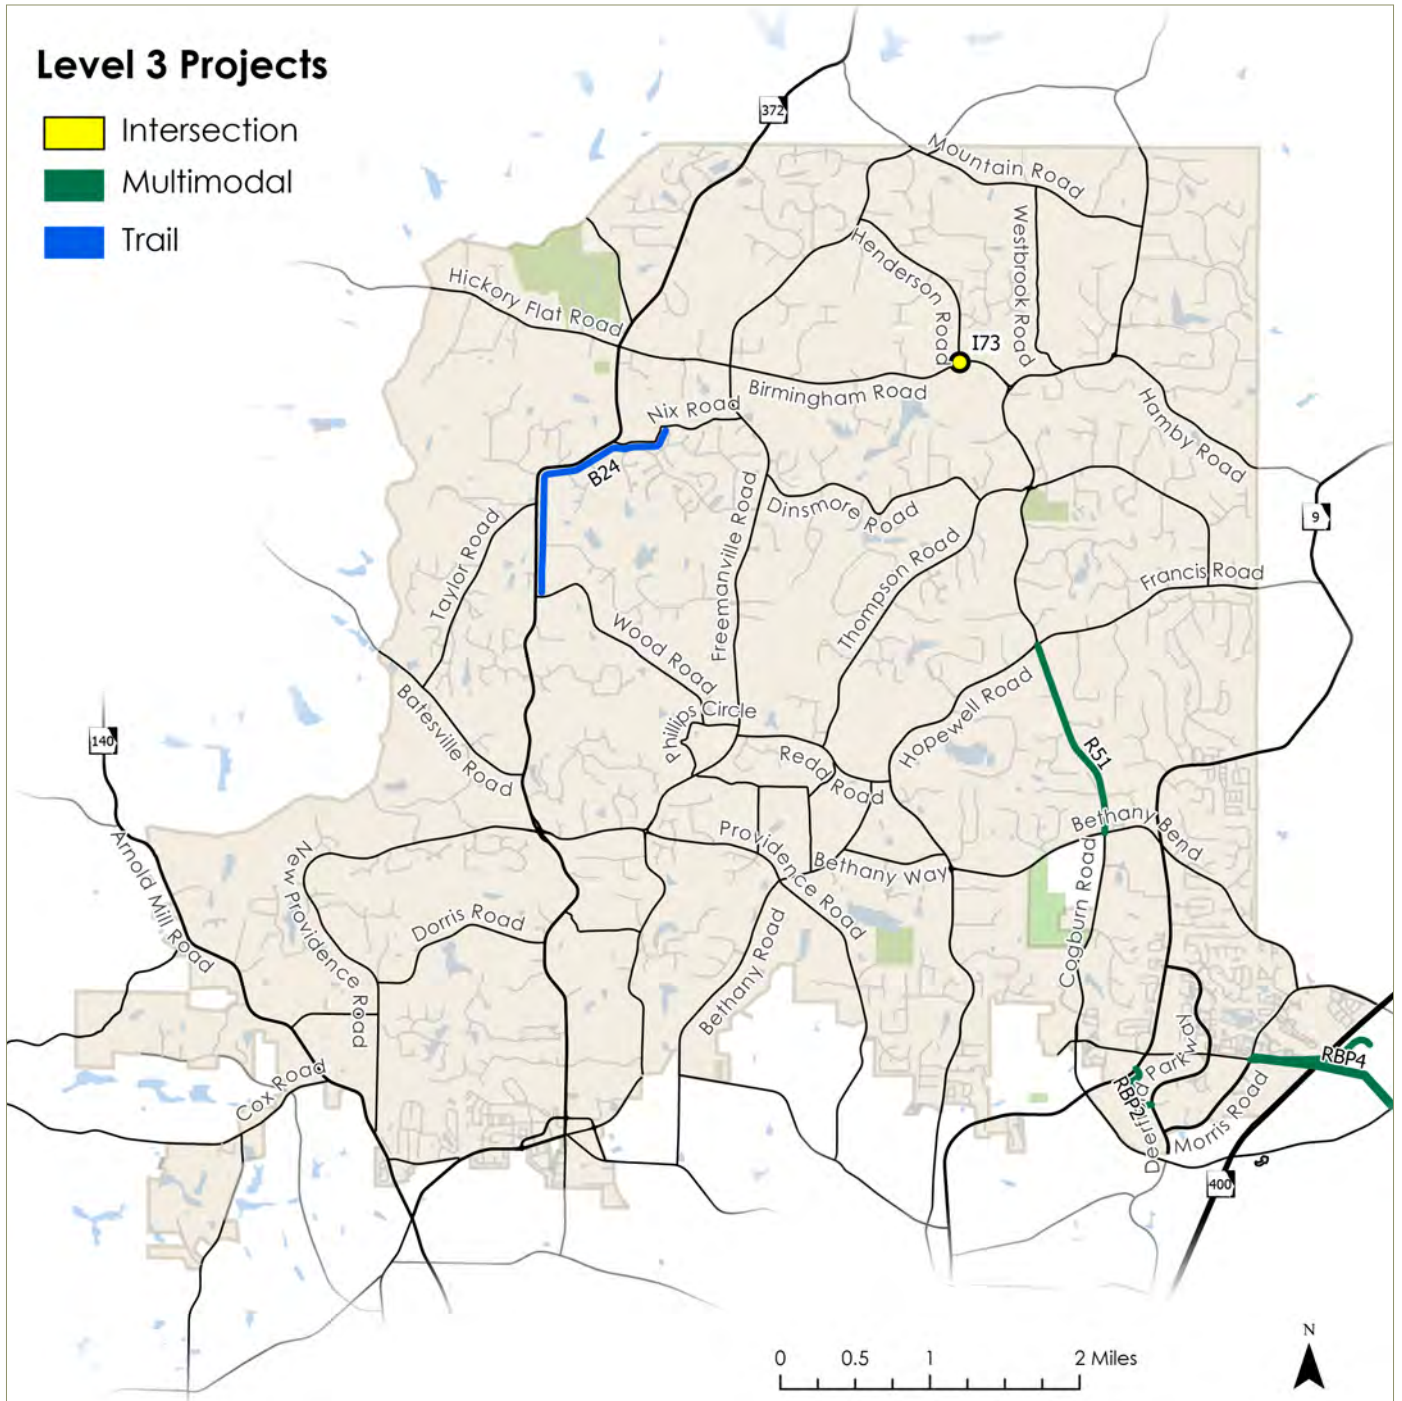 Level 3 Projects
Intersection
Multimodal
Trail
372
Mountain Road
Westbrook Road
Henderson Road
Hickory Flat Road
I73
Birmingham Road
Nix Road
Hamby Road
B24
Dinsmore Road
Freemanville Road
9
Taylor Road
Thompson Road
Francis Road
Wood Road
Batesville Road
Phillips Circle
Hopewell Road
140
R51
Redd Road
Bethany Bend
Providence Road
Arnold Mill Road
New Providence Road
Bethany Way
Cogburn Road
Dorris Road
Bethany Road
RBP4
Cox Road
RBP2
Parkway
Morris Road
400
N
0 0.5 1 2 Miles